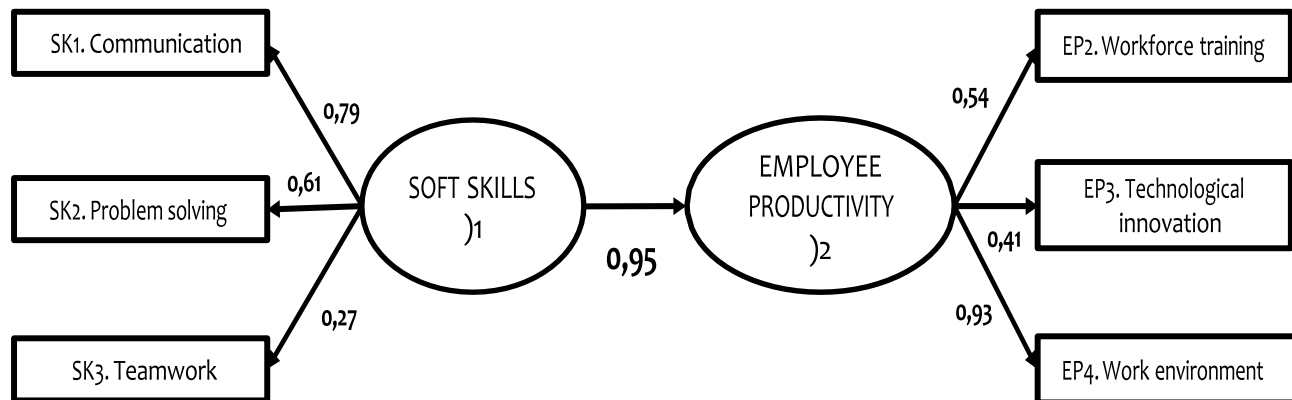 SK1. Communication
0,79
SK2. Problem solving
0,61
SK3. Teamwork
0,27
SOFT SKILLS
)1
0,95
EMPLOYEE
PRODUCTIVITY
)2
0,54
EP2. Workforce training
EP3. Technological
innovation
0,41
0,93
EP4. Work environment